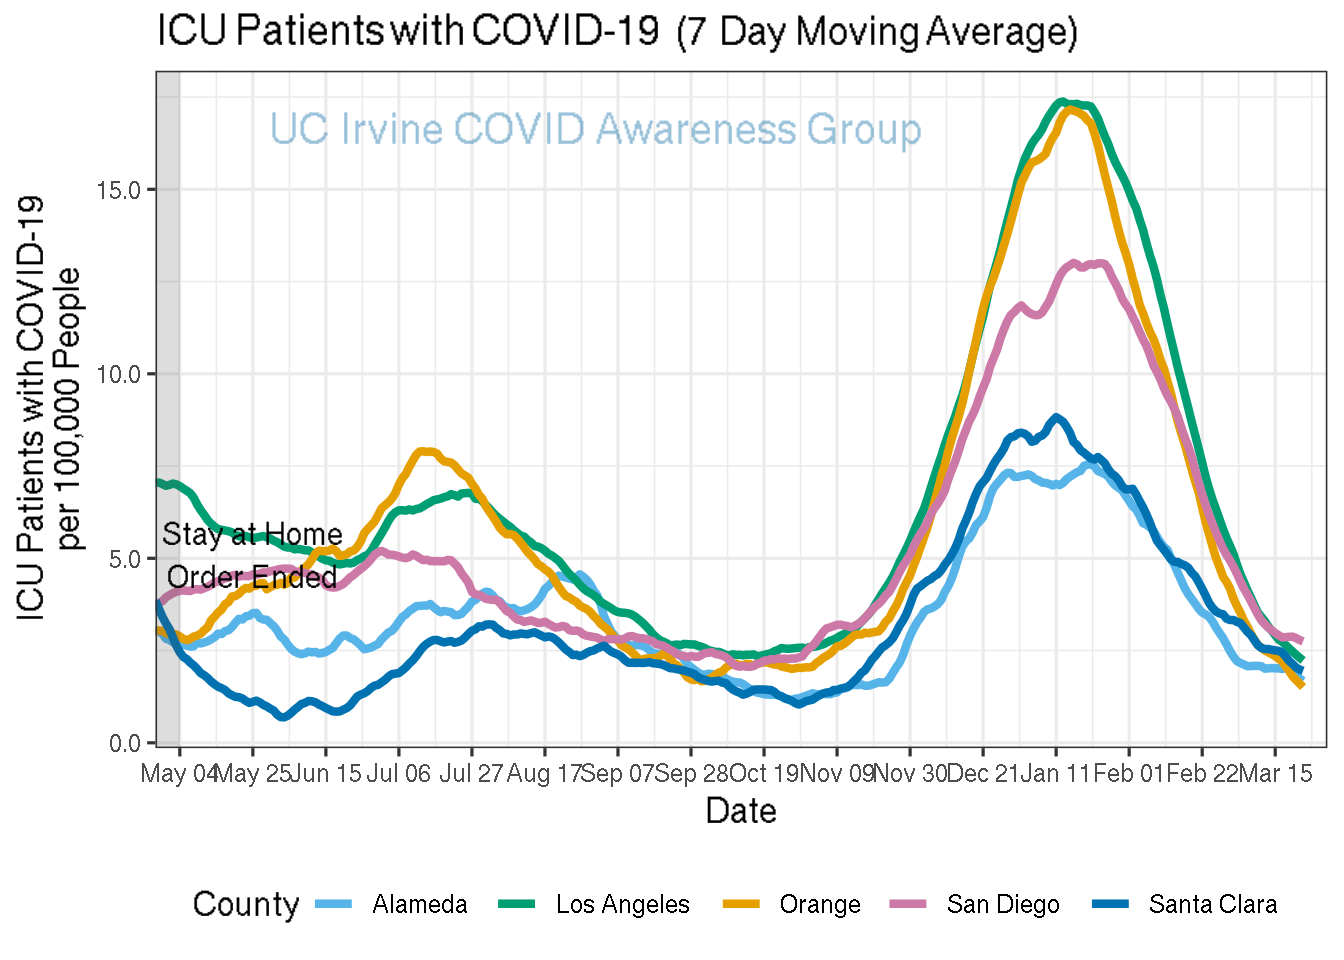 ICU Patients with COVID-19 (7 Day Moving Average)
UC Irvine COVID Awareness Group
ICU Patients with COVID-19
per 100,000 People
15.0
10.0
5.0
0.0
Stay at Home
Order Ended
May 04 May 25 Jun 15 Jul 06 Jul 27 Aug 17 Sep 07 Sep 28 Oct 19 Nov 09 Nov 30 Dec 21 Jan 11 Feb 01 Feb 22 Mar 15
Date
County Alameda Los Angeles Orange San Diego Santa Clara